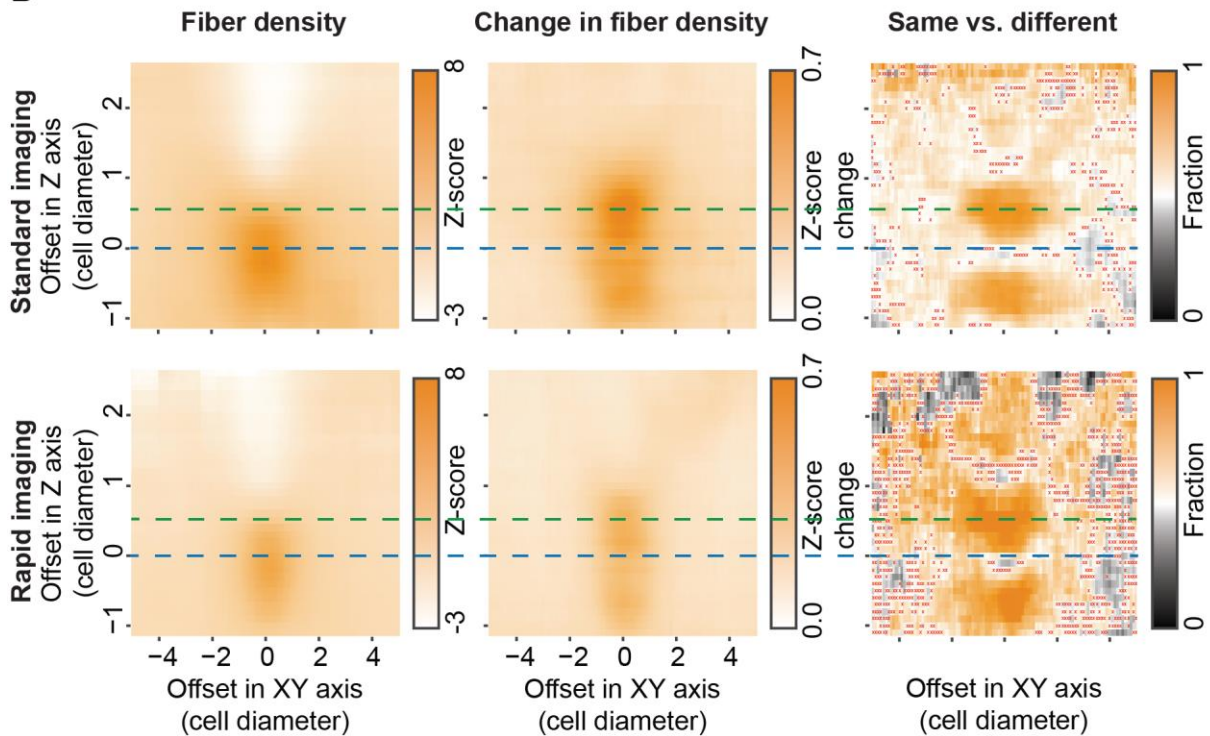 Fiber density
Change in fiber density
Same vs. different
Standard imaging
Offset in Z axis
(cell diameter)
2
1
0
−1
8
Z-score
-3
0.7
Z-score
change
0.0
1
Fraction
0
Rapid imaging
Offset in Z axis
(cell diameter)
2
1
0
−1
8
Z-score
-3
0.7
Z-score
change
0.0
1
Fraction
0
−4 −2 0 2 4
−4 −2 0 2 4
Offset in XY axis
(cell diameter)
Offset in XY axis
(cell diameter)
Offset in XY axis
(cell diameter)